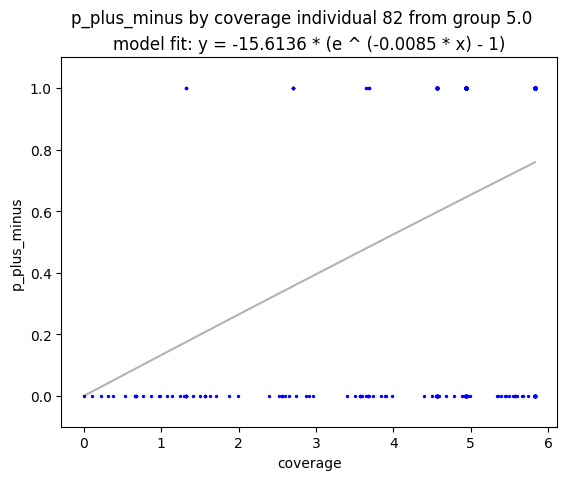 p_plus_minus by coverage individual 82 from group 5.0
model fit: y = -15.6136 * (e ^ (-0.0085 * x) - 1)
1.0
0.8
0.6
0.4
0.2
0.0
p_plus_minus
0 1 2 3 4 5 6
coverage